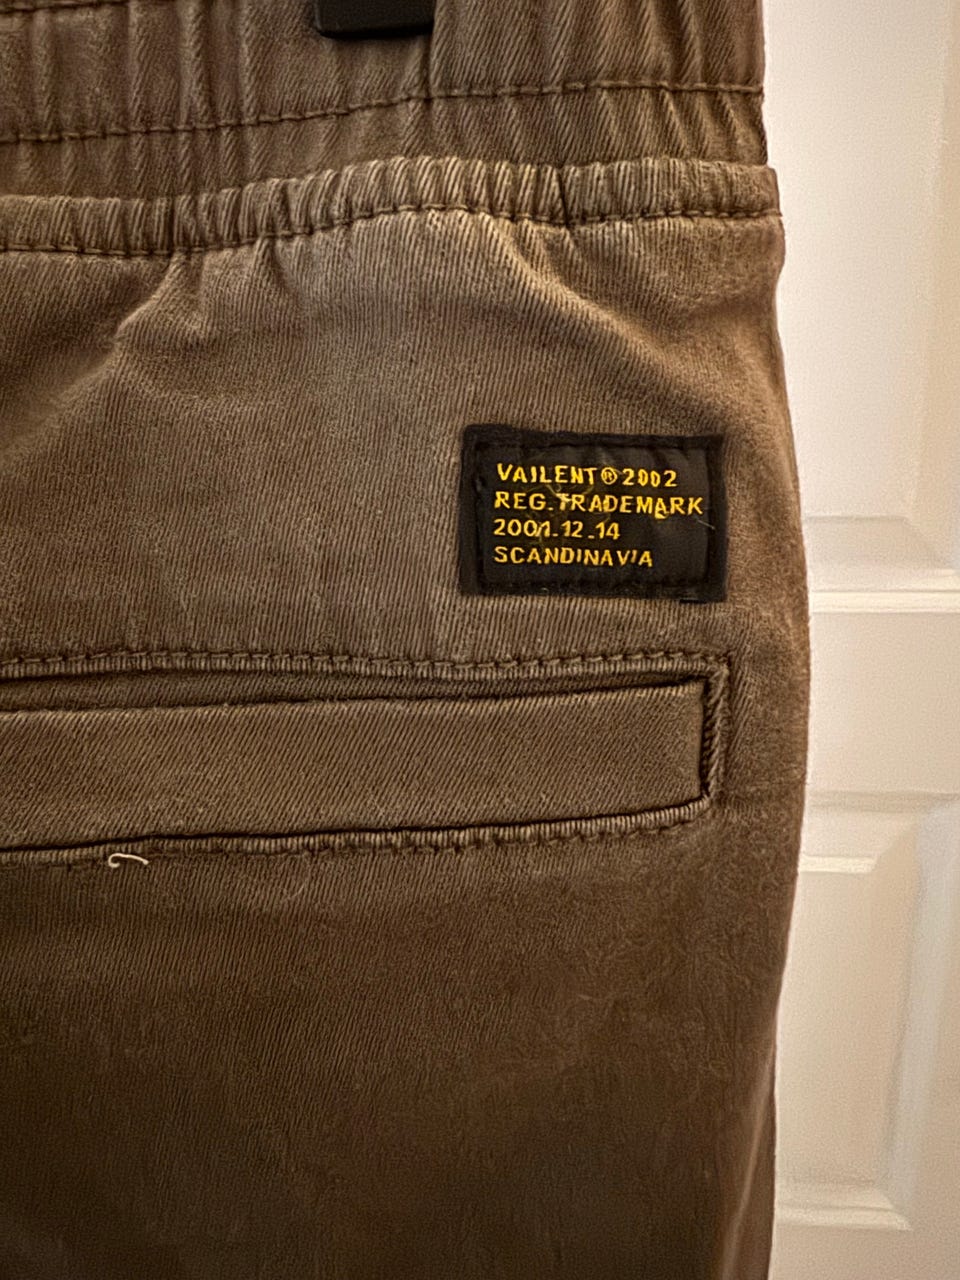 VAILENT®2002
REG.TRADEMARK
2001.12.14
SCANDINAVIA